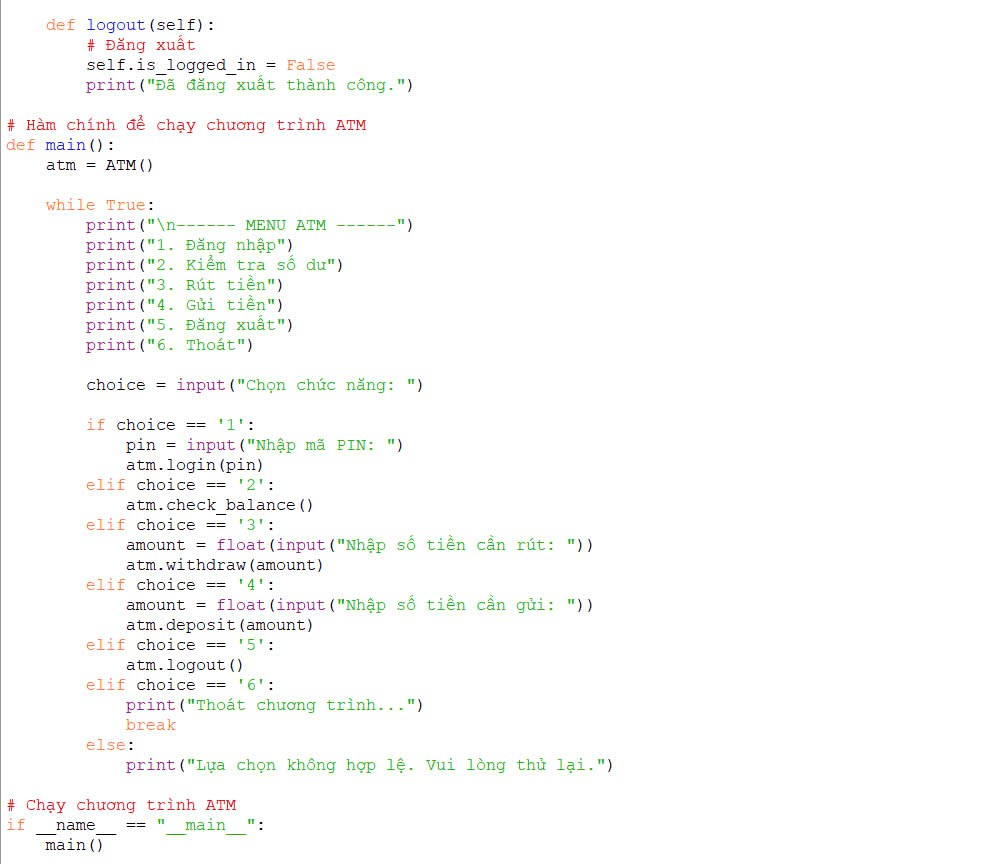 def logout(self):
        # Đăng xuất
        self.is_logged_in = False
        print("Đã đăng xuất thành công.")

# Hàm chính để chạy chương trình ATM
def main():
    atm = ATM()

    while True:
        print("\n------ MENU ATM ------")
        print("1. Đăng nhập")
        print("2. Kiểm tra số dư")
        print("3. Rút tiền")
        print("4. Gửi tiền")
        print("5. Đăng xuất")
        print("6. Thoát")

        choice = input("Chọn chức năng: ")

        if choice == '1':
            pin = input("Nhập mã PIN: ")
            atm.login(pin)
        elif choice == '2':
            atm.check_balance()
        elif choice == '3':
            amount = float(input("Nhập số tiền cần rút: "))
            atm.withdraw(amount)
        elif choice == '4':
            amount = float(input("Nhập số tiền cần gửi: "))
            atm.deposit(amount)
        elif choice == '5':
            atm.logout()
        elif choice == '6':
            print("Thoát chương trình...")
            break
        else:
            print("Lựa chọn không hợp lệ. Vui lòng thử lại.")

# Chạy chương trình ATM
if __name__ == "__main__":
    main()